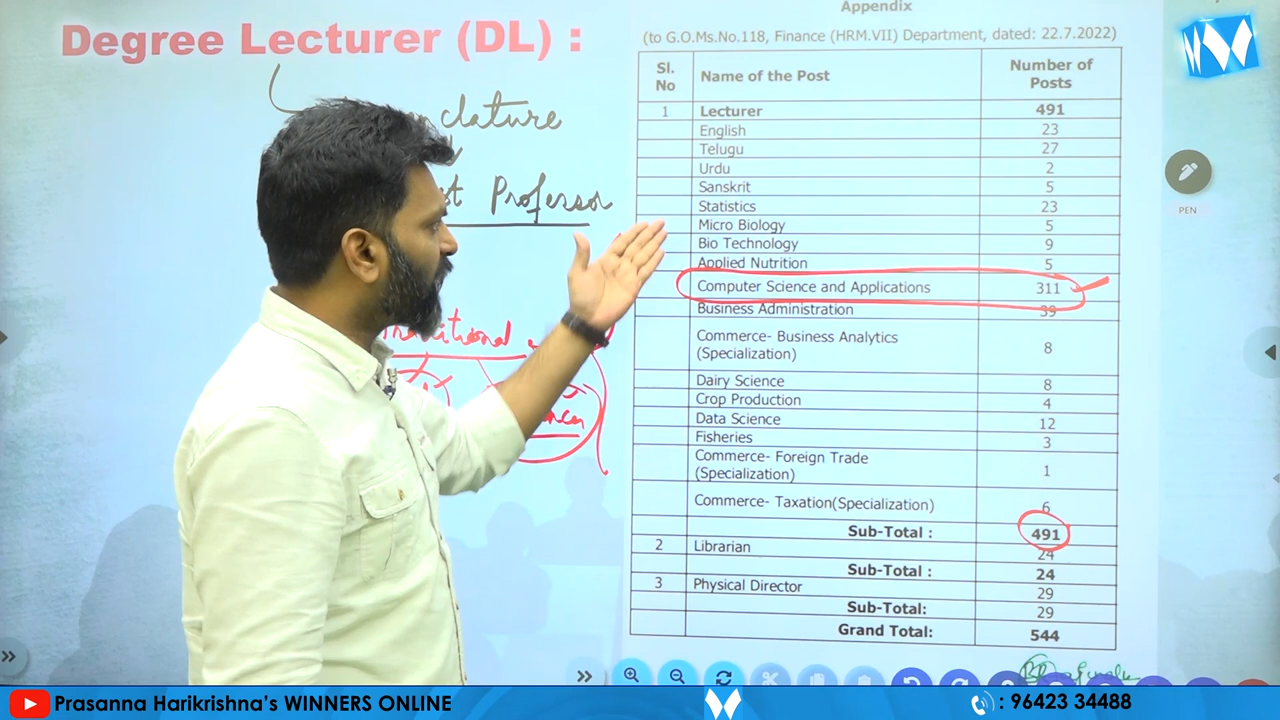 Degree Lecturer (DL) :
clature
st Professor
Appendix
(to G.O.Ms.No.118, Finance (HRM.VII) Department, dated: 22.7.2022)
Sl. No Name of the Post Number of Posts
1 Lecturer 491
English 23
Telugu 27
Urdu 2
Sanskrit 5
Statistics 23
Micro Biology 5
Bio Technology 9
Applied Nutrition 5
Computer Science and Applications 311
Business Administration 39
Commerce- Business Analytics
(Specialization) 8
Dairy Science 8
Crop Production 4
Data Science 12
Fisheries 3
Commerce- Foreign Trade
(Specialization) 1
Commerce- Taxation(Specialization) 6
Sub-Total : 491
2 Librarian 24
Sub-Total : 24
3 Physical Director 29
Sub-Total: 29
Grand Total: 544
PEN
Prasanna Harikrishna's WINNERS ONLINE
: 96423 34488